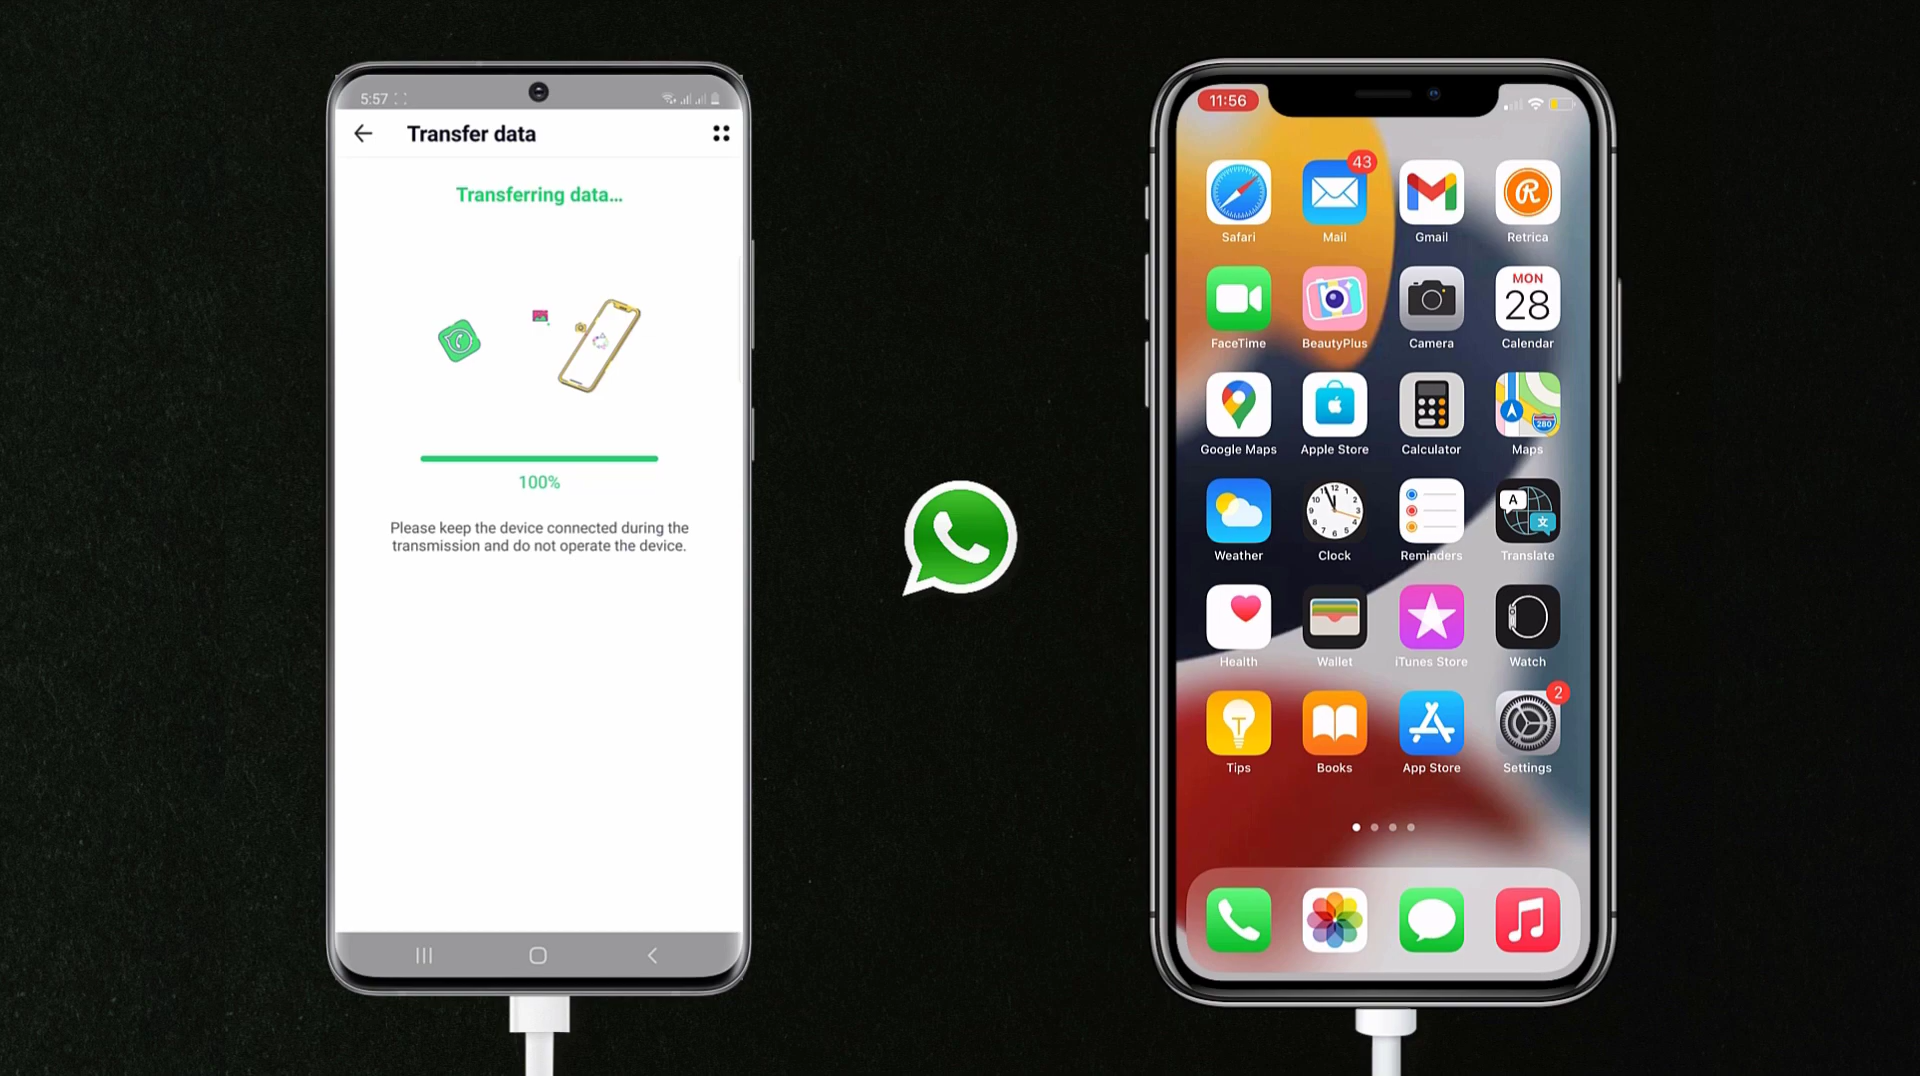 5:57
Transfer data
Transferring data...
100%
Please keep the device connected during the
transmission and do not operate the device.
11:56
43
Safari
Mail
Gmail
Retrica
MON
28
FaceTime
BeautyPlus
Camera
Calendar
280
Google Maps
Apple Store
Calculator
Maps
A
文
Weather
Clock
Reminders
Translate
Health
Wallet
iTunes Store
Watch
2
Tips
Books
App Store
Settings